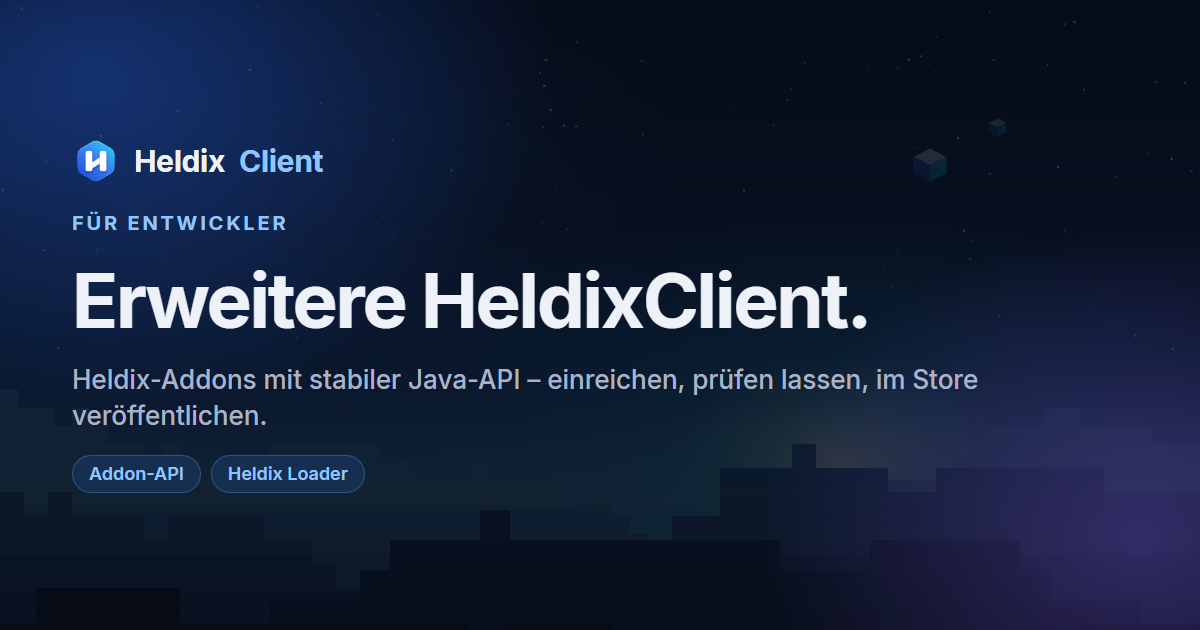 Heldix Client
FÜR ENTWICKLER
Erweitere HeldixClient.
Heldix-Addons mit stabiler Java-API – einreichen, prüfen lassen, im Store
veröffentlichen.
Addon-API Heldix Loader